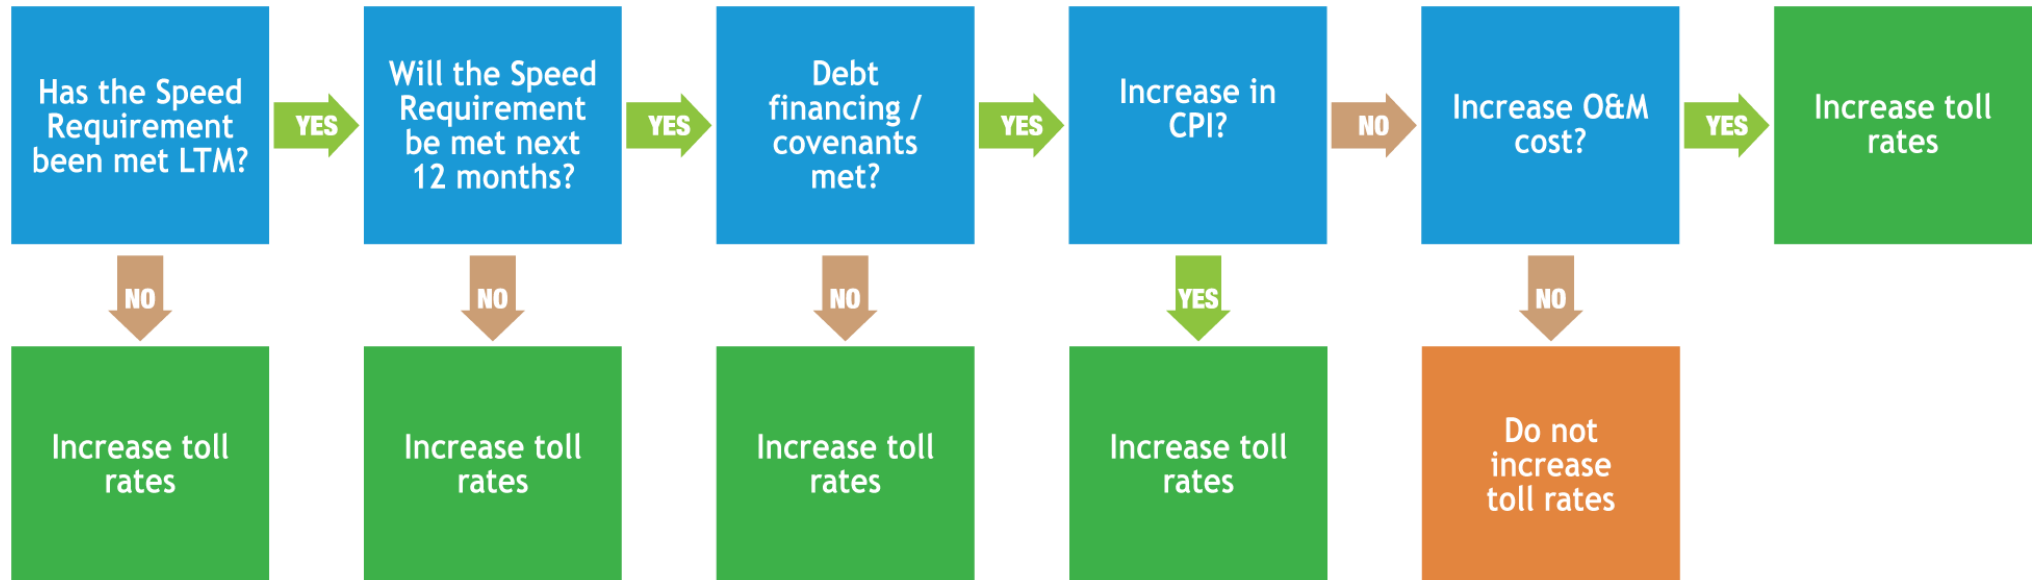 Has the Speed
Requirement
been met LTM?
YES
Will the Speed
Requirement
be met next
12 months?
YES
Debt
financing /
covenants
met?
YES
Increase in
CPI?
NO
Increase O&M
cost?
YES
Increase toll
rates
NO
NO
NO
YES
NO
Increase toll
rates
Increase toll
rates
Increase toll
rates
Increase toll
rates
Do not
increase
toll rates